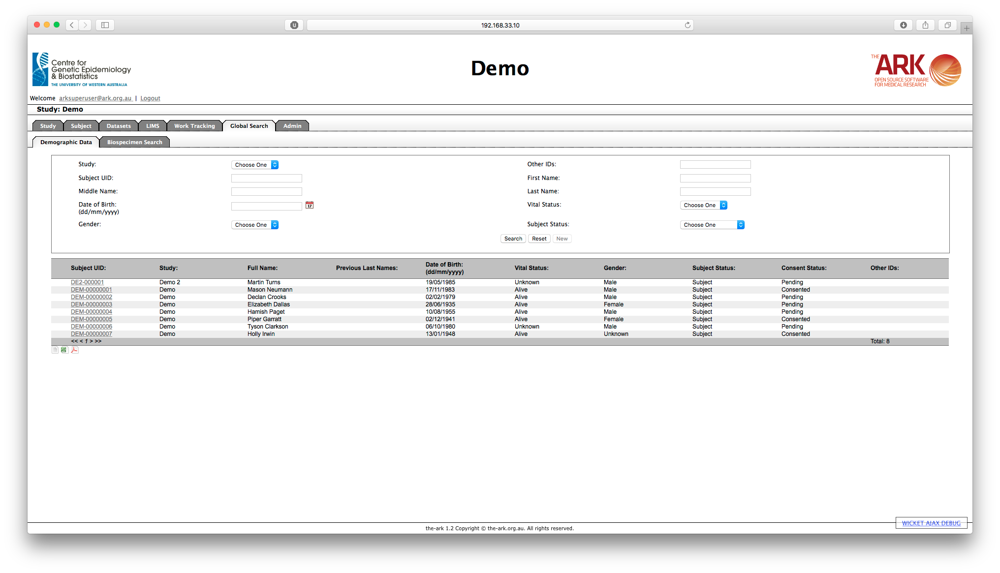 192.168.33.10
Centre for
Genetic Epidemiology
& Biostatistics
THE UNIVERSITY OF WESTERN AUSTRALIA
Demo
THE ARK
OPEN SOURCE SOFTWARE
FOR MEDICAL RESEARCH
Welcome arksuperuser@ark.org.au | Logout
Study: Demo
Study Subject Datasets LIMS Work Tracking Global Search Admin
Demographic Data Biospecimen Search
Study: Choose One Other IDs:
Subject UID: First Name:
Middle Name: Last Name:
Date of Birth: 17 Vital Status: Choose One
(dd/mm/yyyy)
Gender: Choose One Subject Status: Choose One
Search Reset New
Subject UID: Study: Full Name: Previous Last Names: Date of Birth: (dd/mm/yyyy) Vital Status: Gender: Subject Status: Consent Status: Other IDs:
DE2-000001 Demo 2 Martin Turns 19/05/1985 Unknown Male Subject Pending
DEM-00000001 Demo Mason Neumann 17/11/1983 Alive Male Subject Consented
DEM-00000002 Demo Declan Crooks 02/02/1979 Alive Male Subject Pending
DEM-00000003 Demo Elizabeth Dallas 28/06/1935 Alive Female Subject Pending
DEM-00000004 Demo Hamish Paget 10/08/1955 Alive Male Subject Pending
DEM-00000005 Demo Piper Garratt 02/12/1941 Alive Female Subject Consented
DEM-00000006 Demo Tyson Clarkson 06/10/1980 Unknown Male Subject Pending
DEM-00000007 Demo Holly Irwin 13/01/1948 Alive Unknown Subject Consented
<< < 1 > >> Total: 8
WICKET AJAX DEBUG
the-ark 1.2 Copyright © the-ark.org.au. All rights reserved.